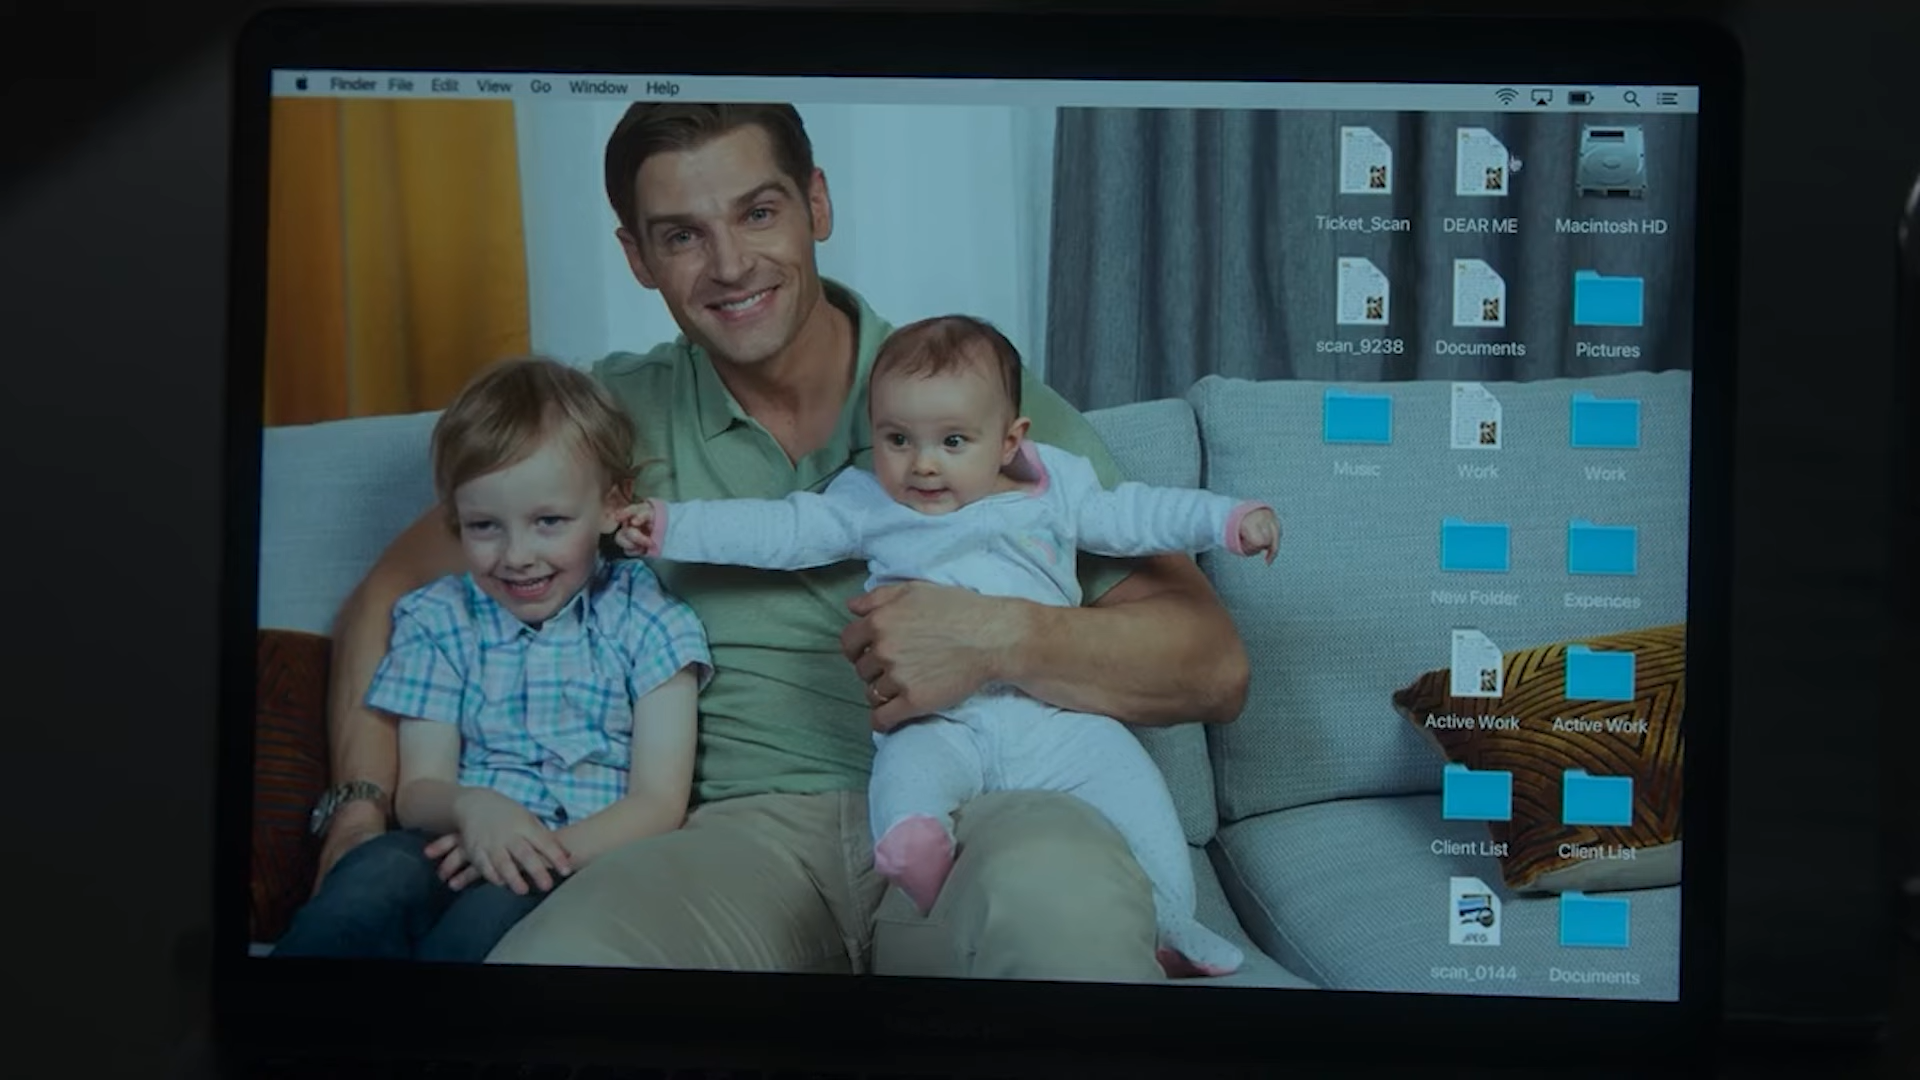 Finder File Edit View Go Window Help
Ticket_Scan DEAR ME Macintosh HD
scan_9238 Documents Pictures
Music Work Work
New Folder Expences
Active Work Active Work
Client List Client List
JPEG
scan_0144 Documents